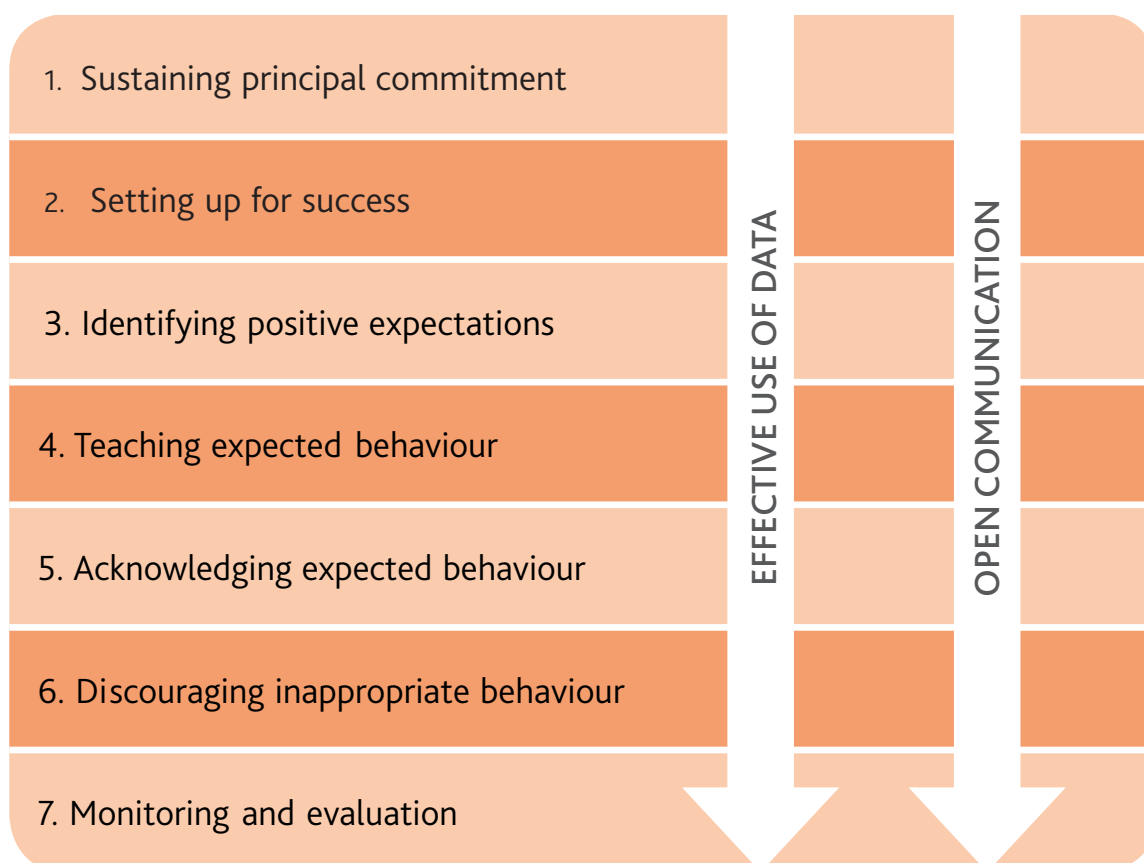 1. Sustaining principal commitment
2. Setting up for success
3. Identifying positive expectations
4. Teaching expected behaviour
5. Acknowledging expected behaviour
6. Discouraging inappropriate behaviour
7. Monitoring and evaluation
EFFECTIVE USE OF DATA
OPEN COMMUNICATION